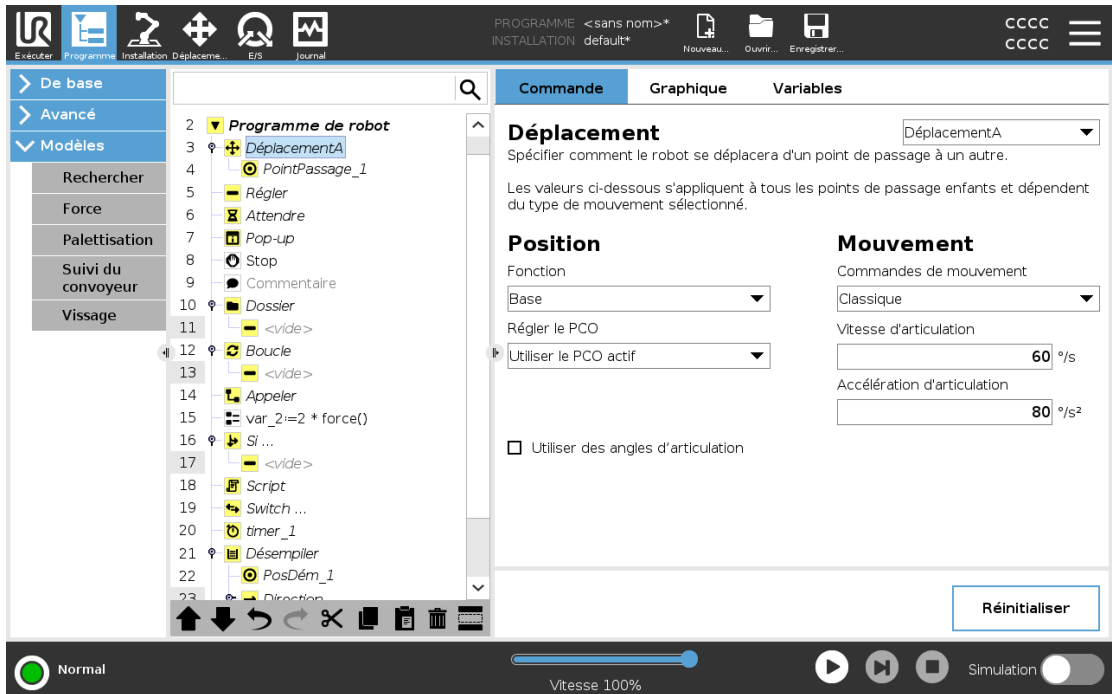 PROGRAMME <sans nom>*
INSTALLATION default*
CCCC
CCCC
UR
Exécuter
Programme
Installation
Déplaceme...
E/S
Journal
Nouveau...
Ouvrir...
Enregistrer...
De base
Avancé
Modèles
Rechercher
Force
Palettisation
Suivi du
convoyeur
Vissage
2 Programme de robot
3 DéplacementA
4 PointPassage_1
5 Régler
6 Attendre
7 Pop-up
8 Stop
9 Commentaire
10 Dossier
11 <vide>
12 Boucle
13 <vide>
14 Appeler
15 var_2:=2 * force()
16 Si ...
17 <vide>
18 Script
19 Switch ...
20 timer_1
21 Désempiler
22 PosDém_1
23 Direction
Commande
Graphique
Variables
Déplacement
DéplacementA
Spécifier comment le robot se déplacera d'un point de passage à un autre.
Les valeurs ci-dessous s'appliquent à tous les points de passage enfants et dépendent
du type de mouvement sélectionné.
Position
Fonction
Base
Régler le PCO
Utiliser le PCO actif
Utiliser des angles d'articulation
Mouvement
Commandes de mouvement
Classique
Vitesse d'articulation
60 °/s
Accélération d'articulation
80 °/s²
Réinitialiser
Normal
Vitesse 100%
Simulation